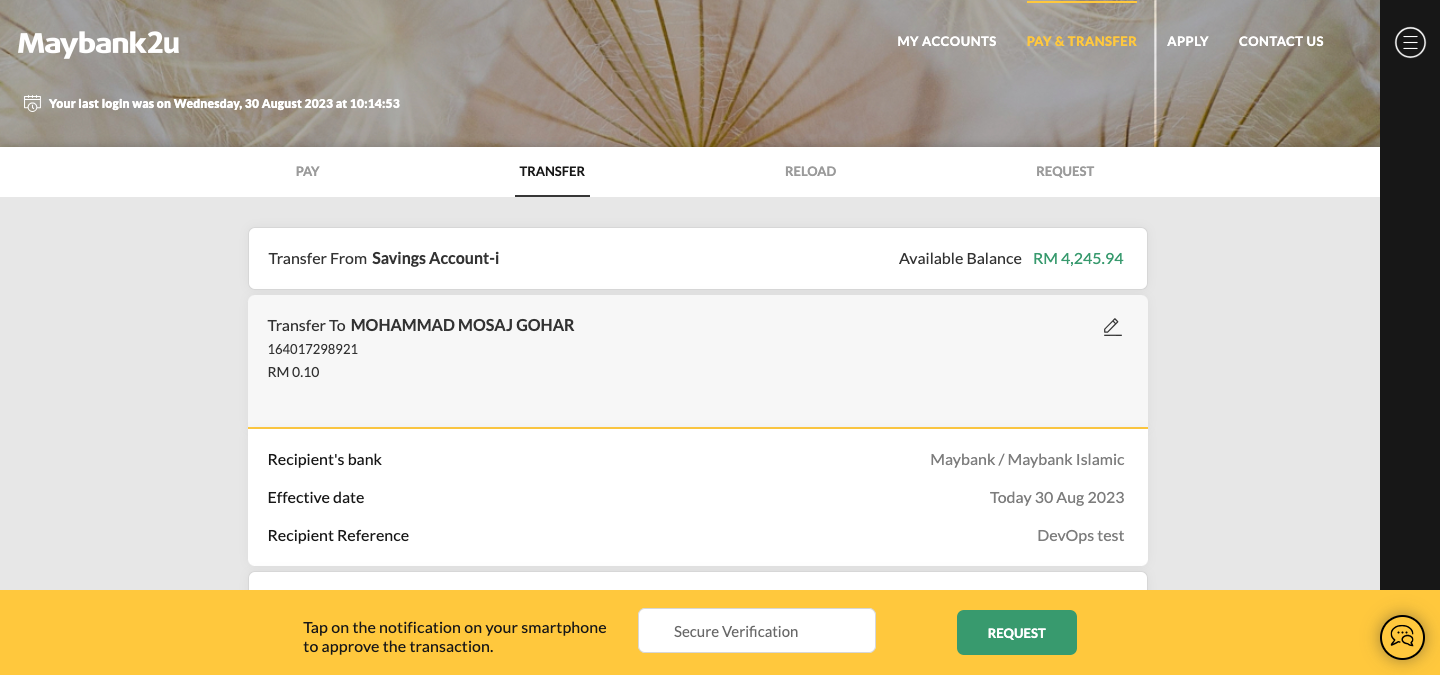 Maybank2u
MY ACCOUNTS PAY & TRANSFER APPLY CONTACT US
Your last login was on Wednesday, 30 August 2023 at 10:14:53
PAY TRANSFER RELOAD REQUEST
Transfer From Savings Account-i Available Balance RM 4,245.94
Transfer To MOHAMMAD MOSAJ GOHAR
164017298921
RM 0.10
Recipient's bank Maybank / Maybank Islamic
Effective date Today 30 Aug 2023
Recipient Reference DevOps test
Tap on the notification on your smartphone
to approve the transaction.
Secure Verification
REQUEST